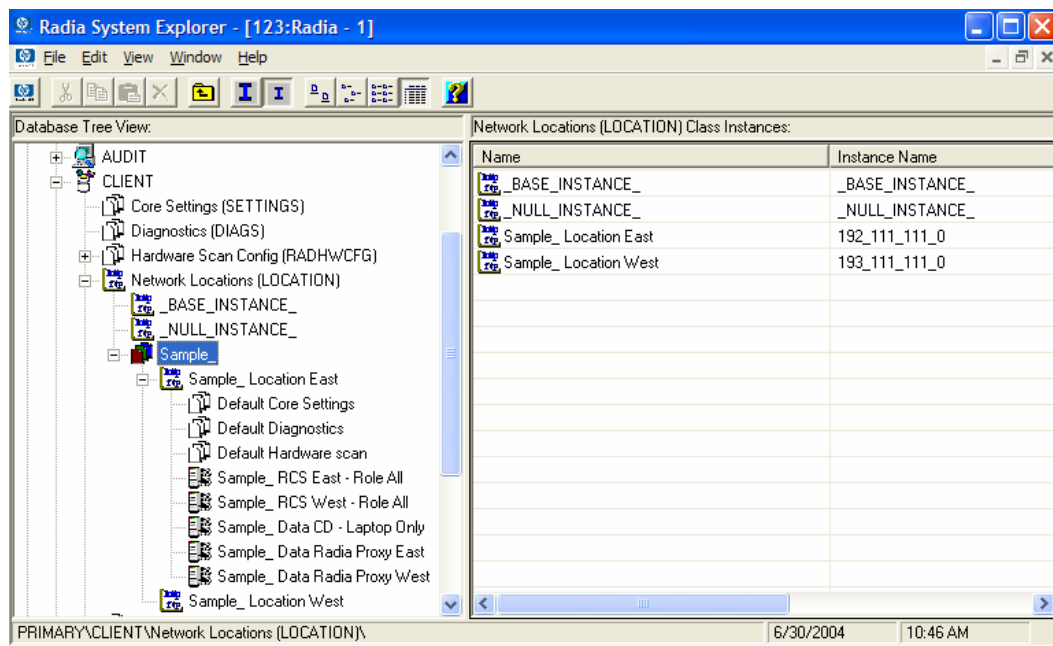 Radia System Explorer - [123:Radia - 1]
File Edit View Window Help
Database Tree View:
AUDIT
CLIENT
Core Settings (SETTINGS)
Diagnostics (DIAGS)
Hardware Scan Config (RADHWCFG)
Network Locations (LOCATION)
_BASE_INSTANCE_
_NULL_INSTANCE_
Sample_
Sample_ Location East
Default Core Settings
Default Diagnostics
Default Hardware scan
Sample_ RCS East - Role All
Sample_ RCS West - Role All
Sample_ Data CD - Laptop Only
Sample_ Data Radia Proxy East
Sample_ Data Radia Proxy West
Sample_ Location West
Network Locations (LOCATION) Class Instances:
Name Instance Name
_BASE_INSTANCE_ _BASE_INSTANCE_
_NULL_INSTANCE_ _NULL_INSTANCE_
Sample_ Location East 192_111_111_0
Sample_ Location West 193_111_111_0
PRIMARY\CLIENT\Network Locations (LOCATION)\ 6/30/2004 10:46 AM